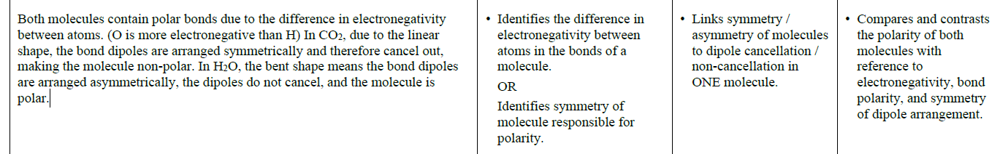 Both molecules contain polar bonds due to the difference in electronegativity
between atoms. (O is more electronegative than H) In CO₂, due to the linear
shape, the bond dipoles are arranged symmetrically and therefore cancel out,
making the molecule non-polar. In H₂O, the bent shape means the bond dipoles
are arranged asymmetrically, the dipoles do not cancel, and the molecule is
polar.
• Identifies the difference in
electronegativity between
atoms in the bonds of a
molecule.
OR
Identifies symmetry of
molecule responsible for
polarity.
• Links symmetry /
asymmetry of molecules
to dipole cancellation /
non-cancellation in
ONE molecule.
• Compares and contrasts
the polarity of both
molecules with
reference to
electronegativity, bond
polarity, and symmetry
of dipole arrangement.